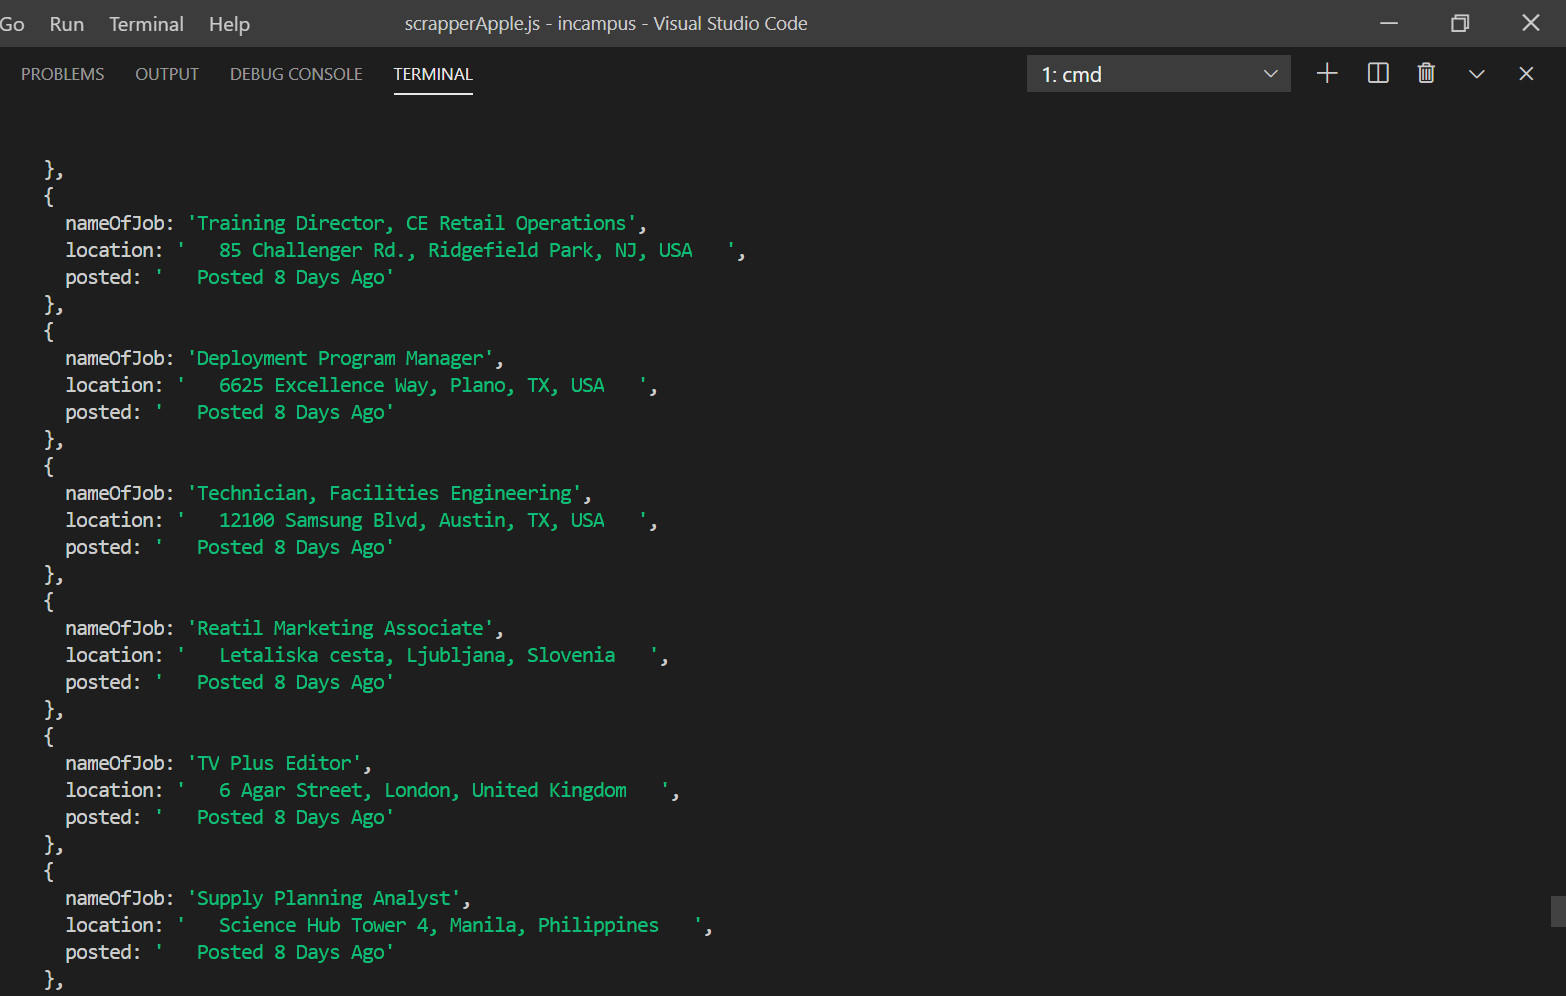 Go Run Terminal Help scrapperApple.js - incampus - Visual Studio Code
PROBLEMS OUTPUT DEBUG CONSOLE TERMINAL 1: cmd
},
{
nameOfJob: 'Training Director, CE Retail Operations',
location: '   85 Challenger Rd., Ridgefield Park, NJ, USA   ',
posted: '   Posted 8 Days Ago'
},
{
nameOfJob: 'Deployment Program Manager',
location: '   6625 Excellence Way, Plano, TX, USA   ',
posted: '   Posted 8 Days Ago'
},
{
nameOfJob: 'Technician, Facilities Engineering',
location: '   12100 Samsung Blvd, Austin, TX, USA   ',
posted: '   Posted 8 Days Ago'
},
{
nameOfJob: 'Reatil Marketing Associate',
location: '   Letaliska cesta, Ljubljana, Slovenia   ',
posted: '   Posted 8 Days Ago'
},
{
nameOfJob: 'TV Plus Editor',
location: '   6 Agar Street, London, United Kingdom   ',
posted: '   Posted 8 Days Ago'
},
{
nameOfJob: 'Supply Planning Analyst',
location: '   Science Hub Tower 4, Manila, Philippines   ',
posted: '   Posted 8 Days Ago'
},